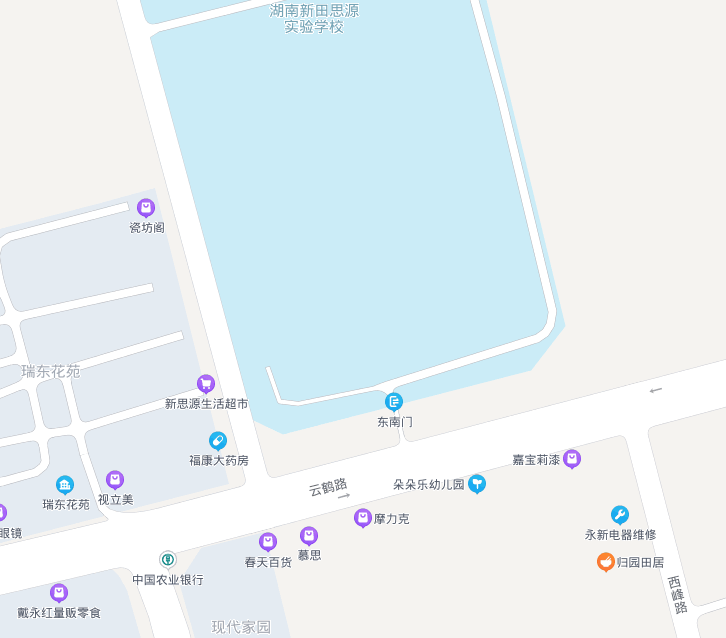 湖南新田思源
实验学校
瓷坊阁
瑞东花苑
新思源生活超市
东南门
福康大药房
嘉宝莉漆
云鹤路
朵朵乐幼儿园
瑞东花苑
视立美
摩力克
眼镜
永新电器维修
春天百货
慕思
归园田居
中国农业银行
西峰路
戴永红量贩零食
现代家园